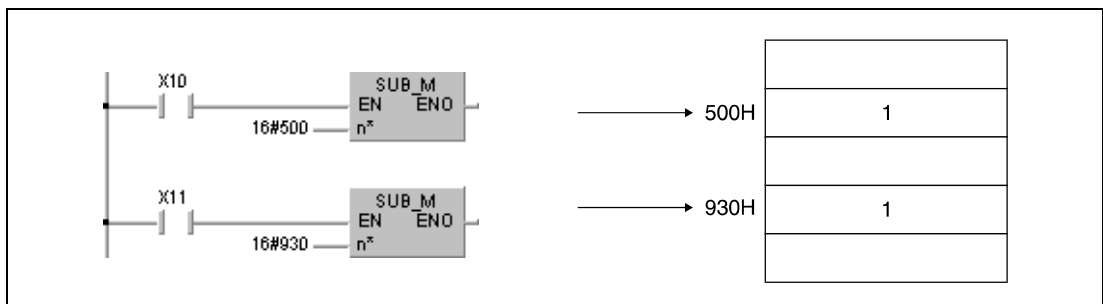 X10
SUB_M
EN ENO
16#500 n*
500H 1
X11
SUB_M
EN ENO
16#930 n*
930H 1